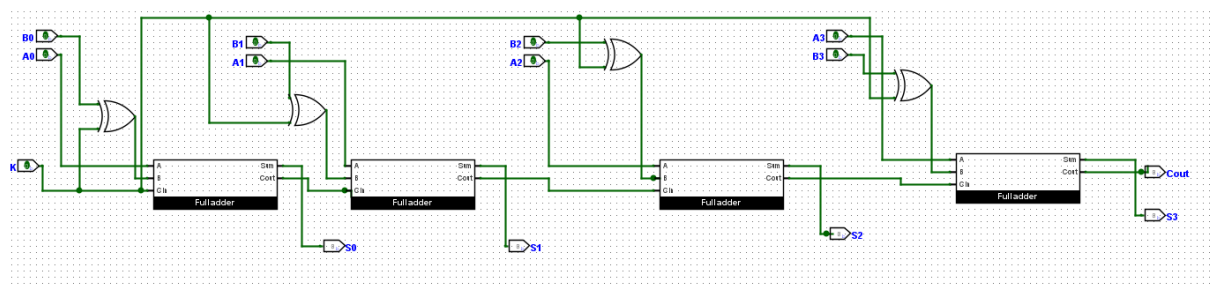 B0
A0
B1
A1
B2
A2
A3
B3
K
A
B
Cin
Sum
Cout
Fulladder
A
B
Cin
Sum
Cout
Fulladder
A
B
Cin
Sum
Cout
Fulladder
A
B
Cin
Sum
Cout
Fulladder
Cout
S3
S0
S1
S2